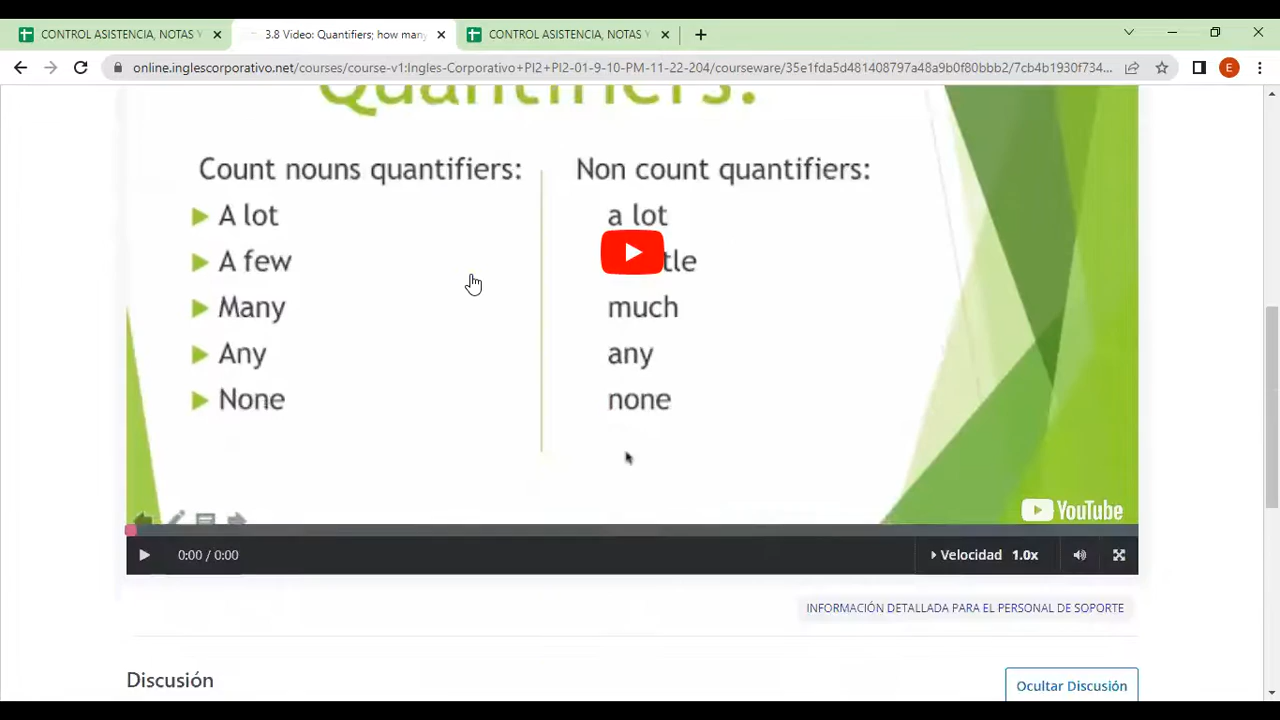 CONTROL ASISTENCIA, NOTAS
3.8 Video: Quantifiers; how many
CONTROL ASISTENCIA, NOTAS
online.inglescorporativo.net/courses/course-v1:Ingles-Corporativo+PI2+PI2-01-9-10-PM-11-22-204/courseware/35e1fda5d481408797a48a9b0f80bbb2/7cb4b1930f734...
E
Quantifiers:
Count nouns quantifiers:
A lot
A few
Many
Any
None
Non count quantifiers:
a lot
much
any
none
YouTube
0:00 / 0:00
Velocidad 1.0x
INFORMACIÓN DETALLADA PARA EL PERSONAL DE SOPORTE
Discusión
Ocultar Discusión